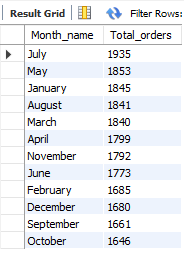 Result Grid Filter Rows:
Month_name Total_orders
July 1935
May 1853
January 1845
August 1841
March 1840
April 1799
November 1792
June 1773
February 1685
December 1680
September 1661
October 1646